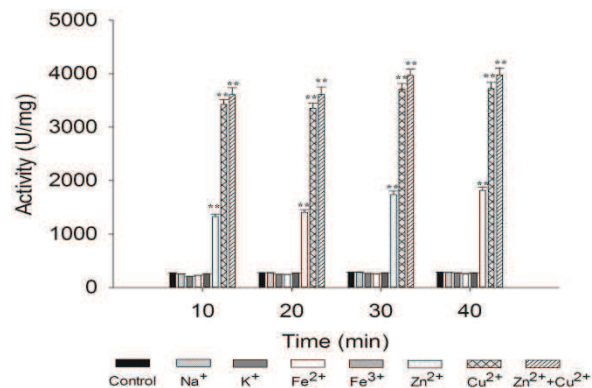 5000
4000
3000
2000
1000
0
Activity (U/mg)
** ** **
** ** **
** ** **
** ** **
10 20 30 40
Time (min)
Control Na⁺ K⁺ Fe²⁺ Fe³⁺ Zn²⁺ Cu²⁺ Zn²⁺+Cu²⁺